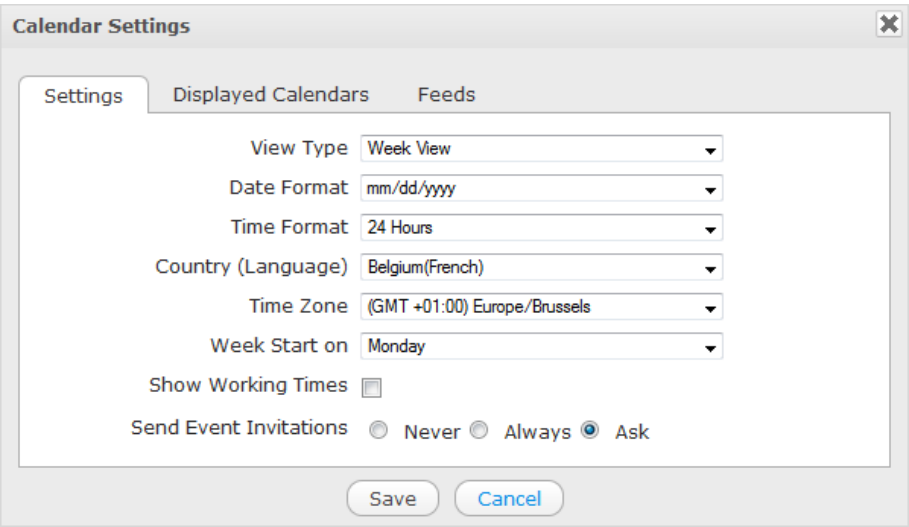 Calendar Settings
Settings Displayed Calendars Feeds
View Type Week View
Date Format mm/dd/yyyy
Time Format 24 Hours
Country (Language) Belgium(French)
Time Zone (GMT +01:00) Europe/Brussels
Week Start on Monday
Show Working Times
Send Event Invitations Never Always Ask
Save Cancel